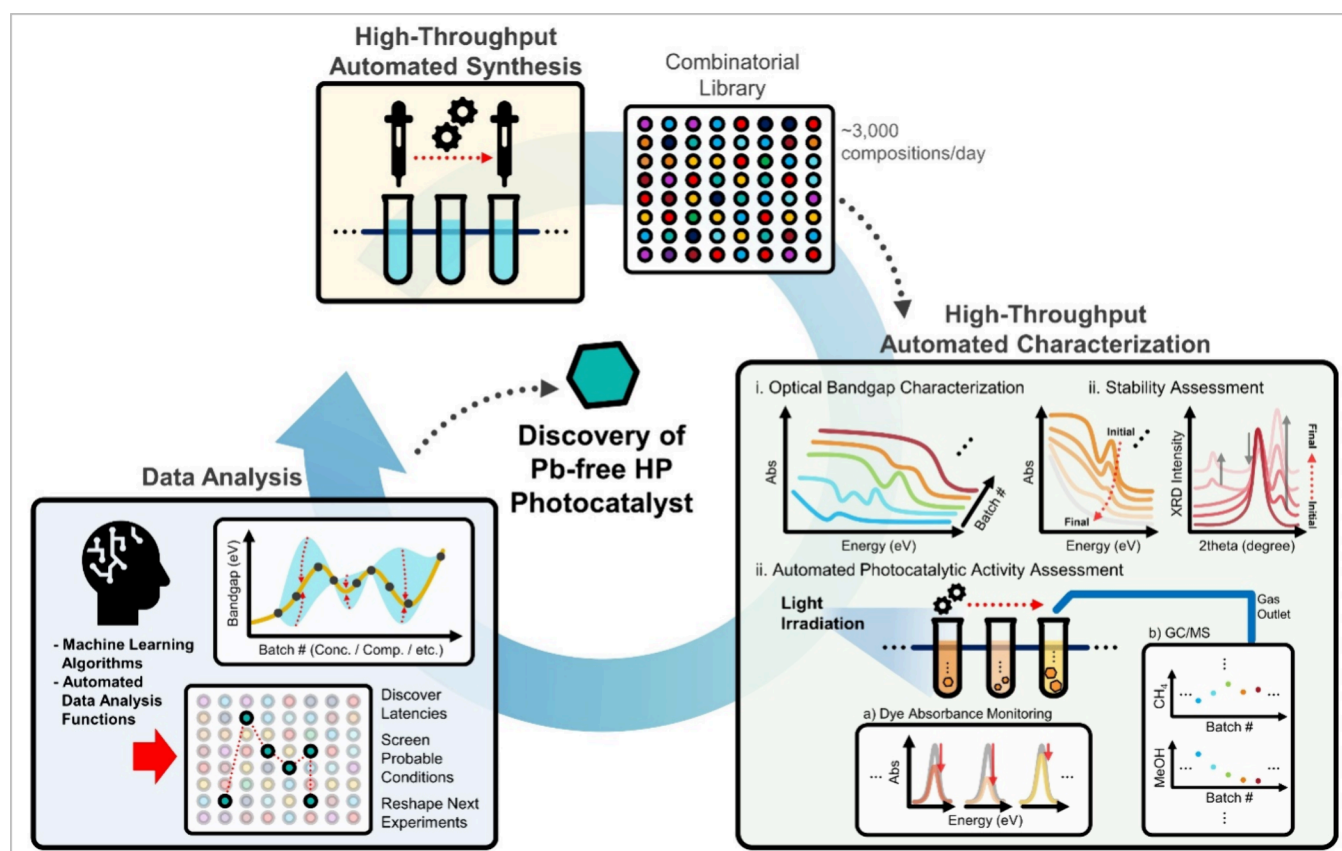 High-Throughput
Automated Synthesis
Combinatorial
Library
~3,000
compositions/day
High-Throughput
Automated Characterization
i. Optical Bandgap Characterization
Abs
Energy (eV)
Batch #
ii. Stability Assessment
Abs
Initial
Final
Energy (eV)
XRD Intensity
2theta (degree)
Final
Initial
ii. Automated Photocatalytic Activity Assessment
Light
Irradiation
Gas
Outlet
a) Dye Absorbance Monitoring
Abs
Energy (eV)
b) GC/MS
CH4
Batch #
MeOH
Batch #
Discovery of
Pb-free HP
Photocatalyst
Data Analysis
Bandgap (eV)
Batch # (Conc. / Comp. / etc.)
- Machine Learning
Algorithms
- Automated
Data Analysis
Functions
Discover
Latencies
Screen
Probable
Conditions
Reshape Next
Experiments